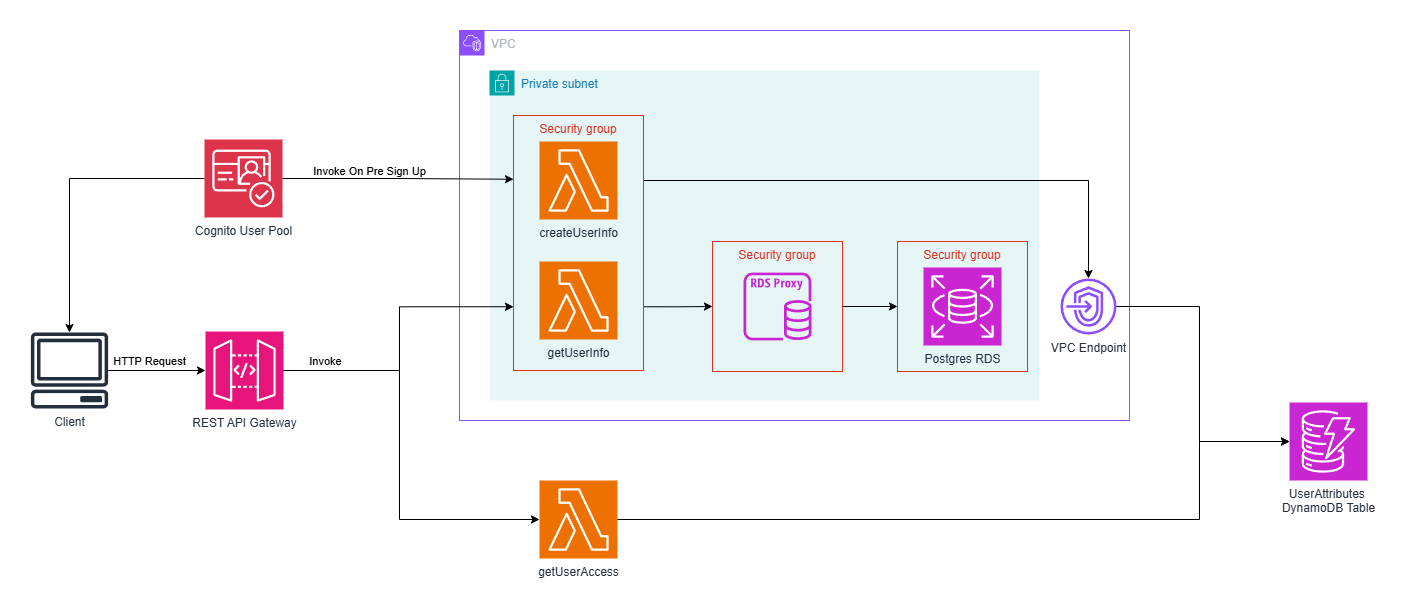 VPC
Private subnet
Security group
Invoke On Pre Sign Up
Cognito User Pool
createUserInfo
Security group
RDS Proxy
Security group
getUserInfo
Postgres RDS
VPC Endpoint
HTTP Request
Invoke
Client
REST API Gateway
UserAttributes
DynamoDB Table
getUserAccess